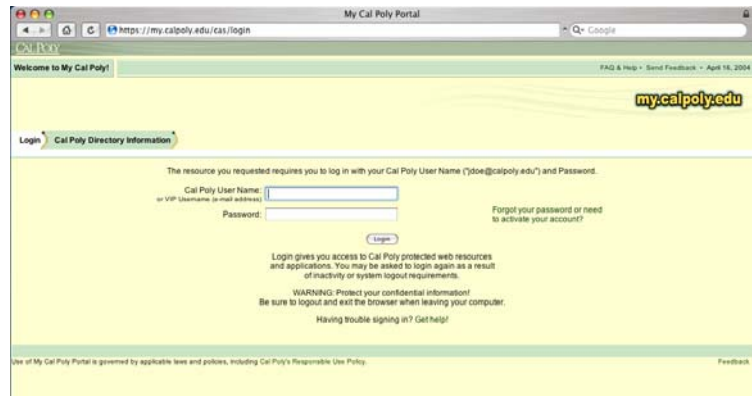 My Cal Poly Portal
https://my.calpoly.edu/cas/login
Google
CAL POLY
Welcome to My Cal Poly!
FAQ & Help • Send Feedback • April 16, 2004
my.calpoly.edu
Login
Cal Poly Directory Information
The resource you requested requires you to log in with your Cal Poly User Name ("jdoe@calpoly.edu") and Password.
Cal Poly User Name:
or VIP Username (e-mail address)
Password:
Forgot your password or need
to activate your account?
Login
Login gives you access to Cal Poly protected web resources
and applications. You may be asked to login again as a result
of inactivity or system logout requirements.
WARNING: Protect your confidential information!
Be sure to logout and exit the browser when leaving your computer.
Having trouble signing in? Get help!
Use of My Cal Poly Portal is governed by applicable laws and policies, including Cal Poly's Responsible Use Policy.
Feedback